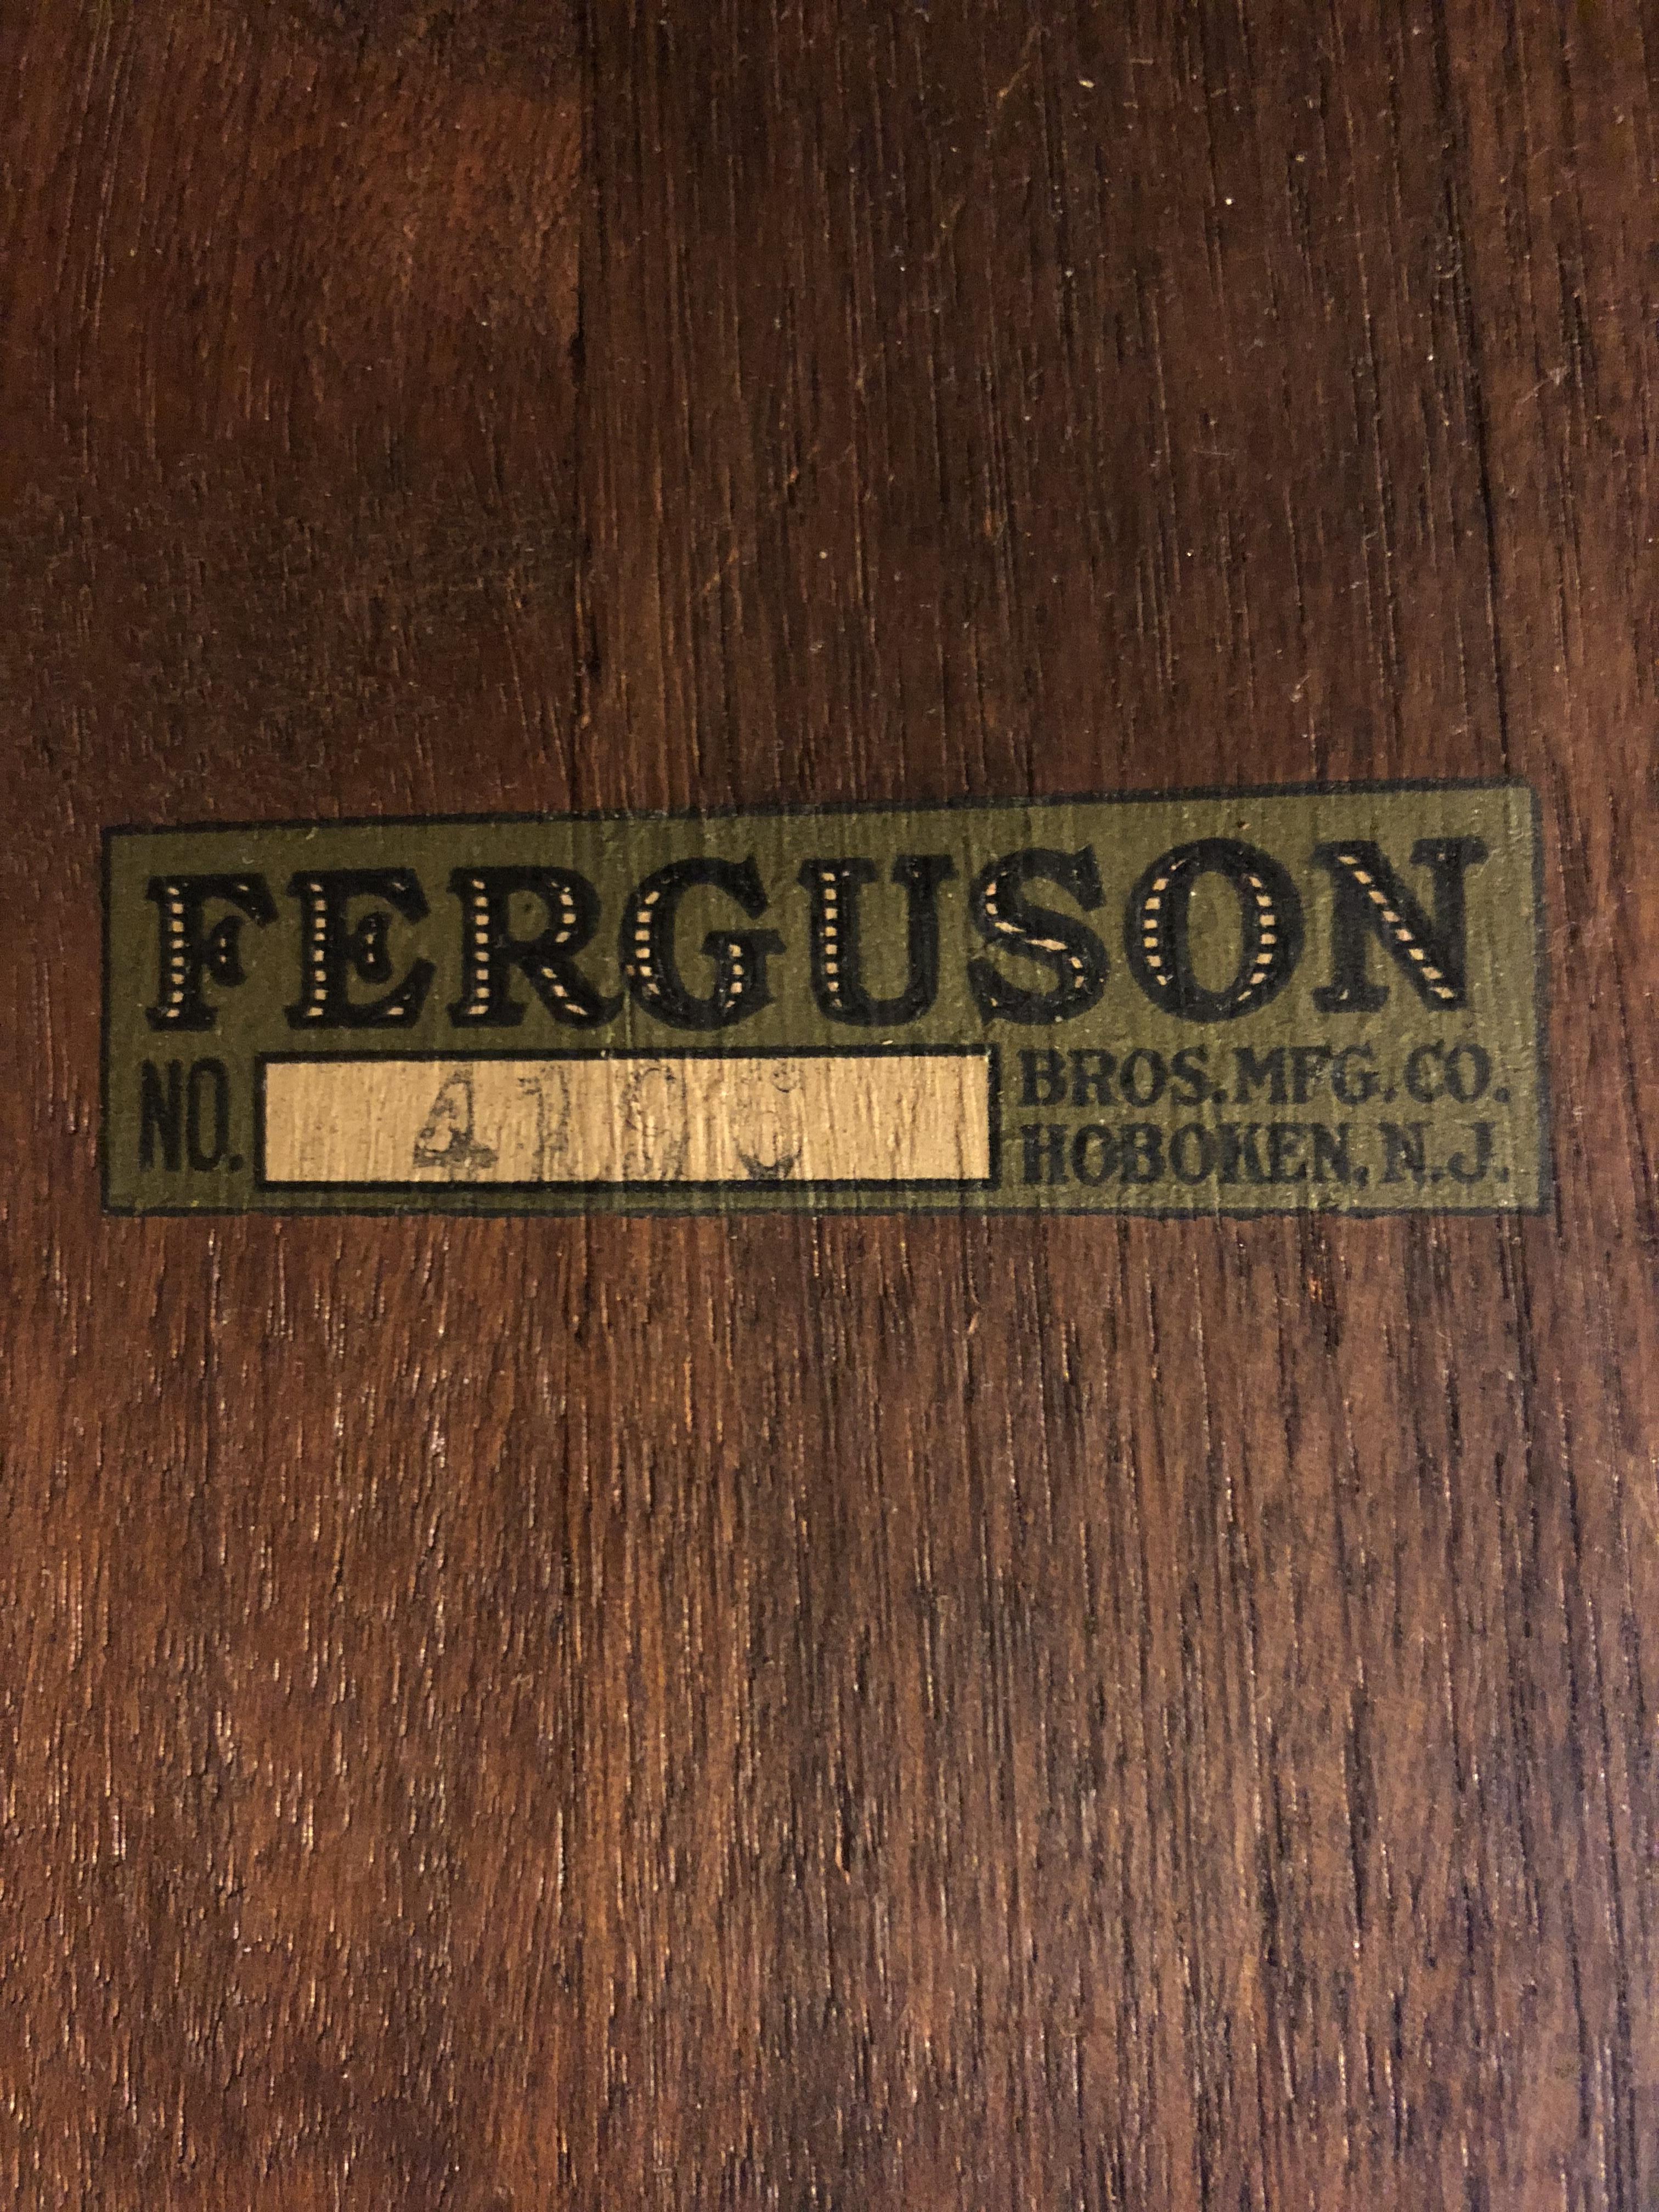 FERGUSON
NO.
BROS. MFG. CO.
HOBOKEN, N.J.